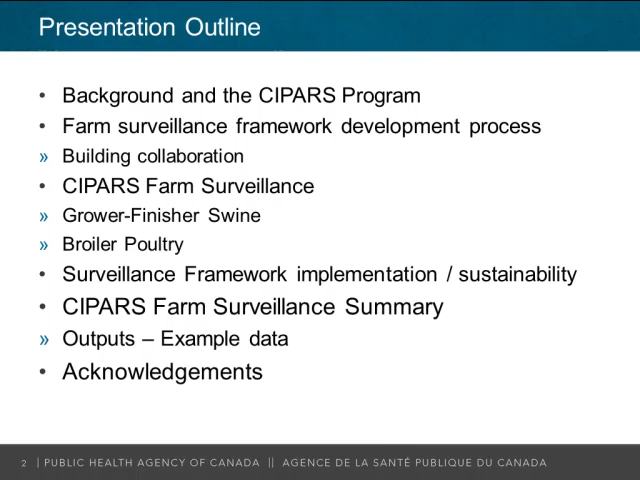 Presentation Outline
• Background and the CIPARS Program
• Farm surveillance framework development process
» Building collaboration
• CIPARS Farm Surveillance
» Grower-Finisher Swine
» Broiler Poultry
• Surveillance Framework implementation / sustainability
• CIPARS Farm Surveillance Summary
» Outputs – Example data
• Acknowledgements
2 | PUBLIC HEALTH AGENCY OF CANADA || AGENCE DE LA SANTÉ PUBLIQUE DU CANADA